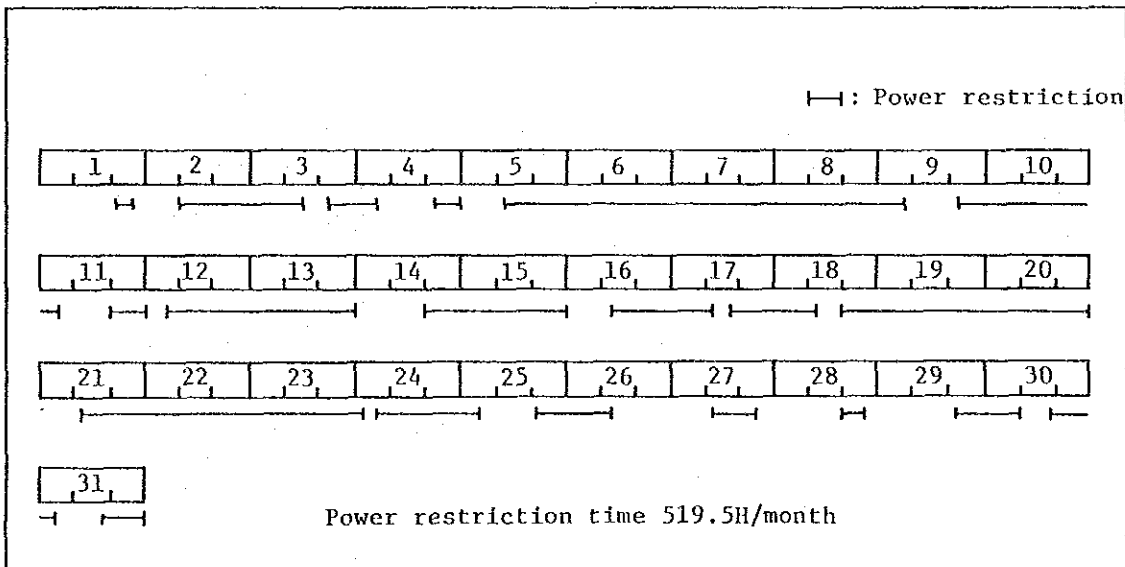 ├─┤: Power restriction
1 2 3 4 5 6 7 8 9 10
11 12 13 14 15 16 17 18 19 20
21 22 23 24 25 26 27 28 29 30
31
Power restriction time 519.5H/month